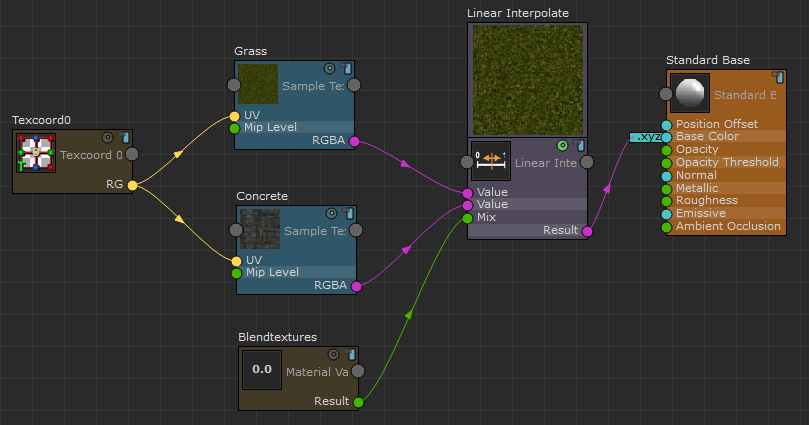 Linear Interpolate
Grass
Sample Te:
UV
Mip Level
RGBA
Texcoord0
Texcoord 0
RG
Concrete
Sample Te:
UV
Mip Level
RGBA
0
1
Linear Inte
Value
Value
Mix
Result
Blendtextures
0.0
Material Va
Result
Standard Base
Standard E
.xyz
Position Offset
Base Color
Opacity
Opacity Threshold
Normal
Metallic
Roughness
Emissive
Ambient Occlusion